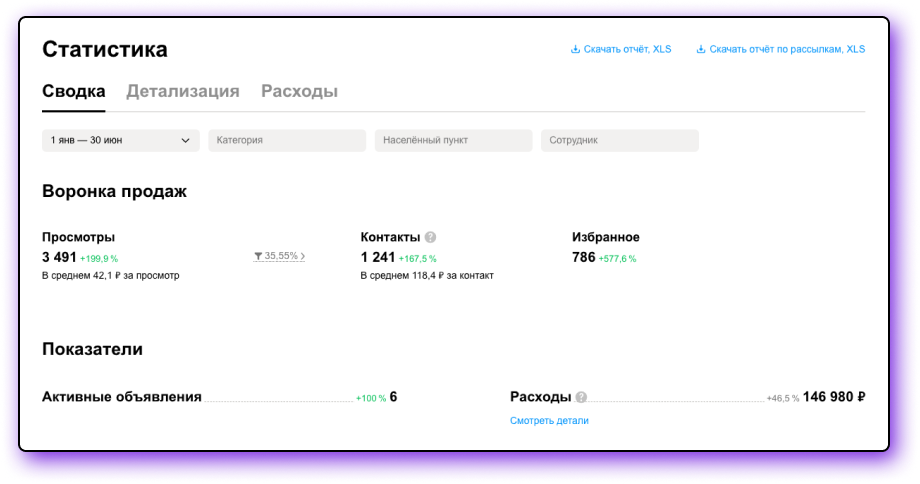 Статистика
Скачать отчёт, XLS
Скачать отчёт по рассылкам, XLS
Сводка Детализация Расходы
1 янв — 30 июн
Категория
Населённый пункт
Сотрудник
Воронка продаж
Просмотры
3 491 +199,9 %
В среднем 42,1 ₽ за просмотр
35,55% >
Контакты ?
1 241 +167,5 %
В среднем 118,4 ₽ за контакт
Избранное
786 +577,6 %
Показатели
Активные объявления +100 % 6
Расходы ? +46,5 % 146 980 ₽
Смотреть детали